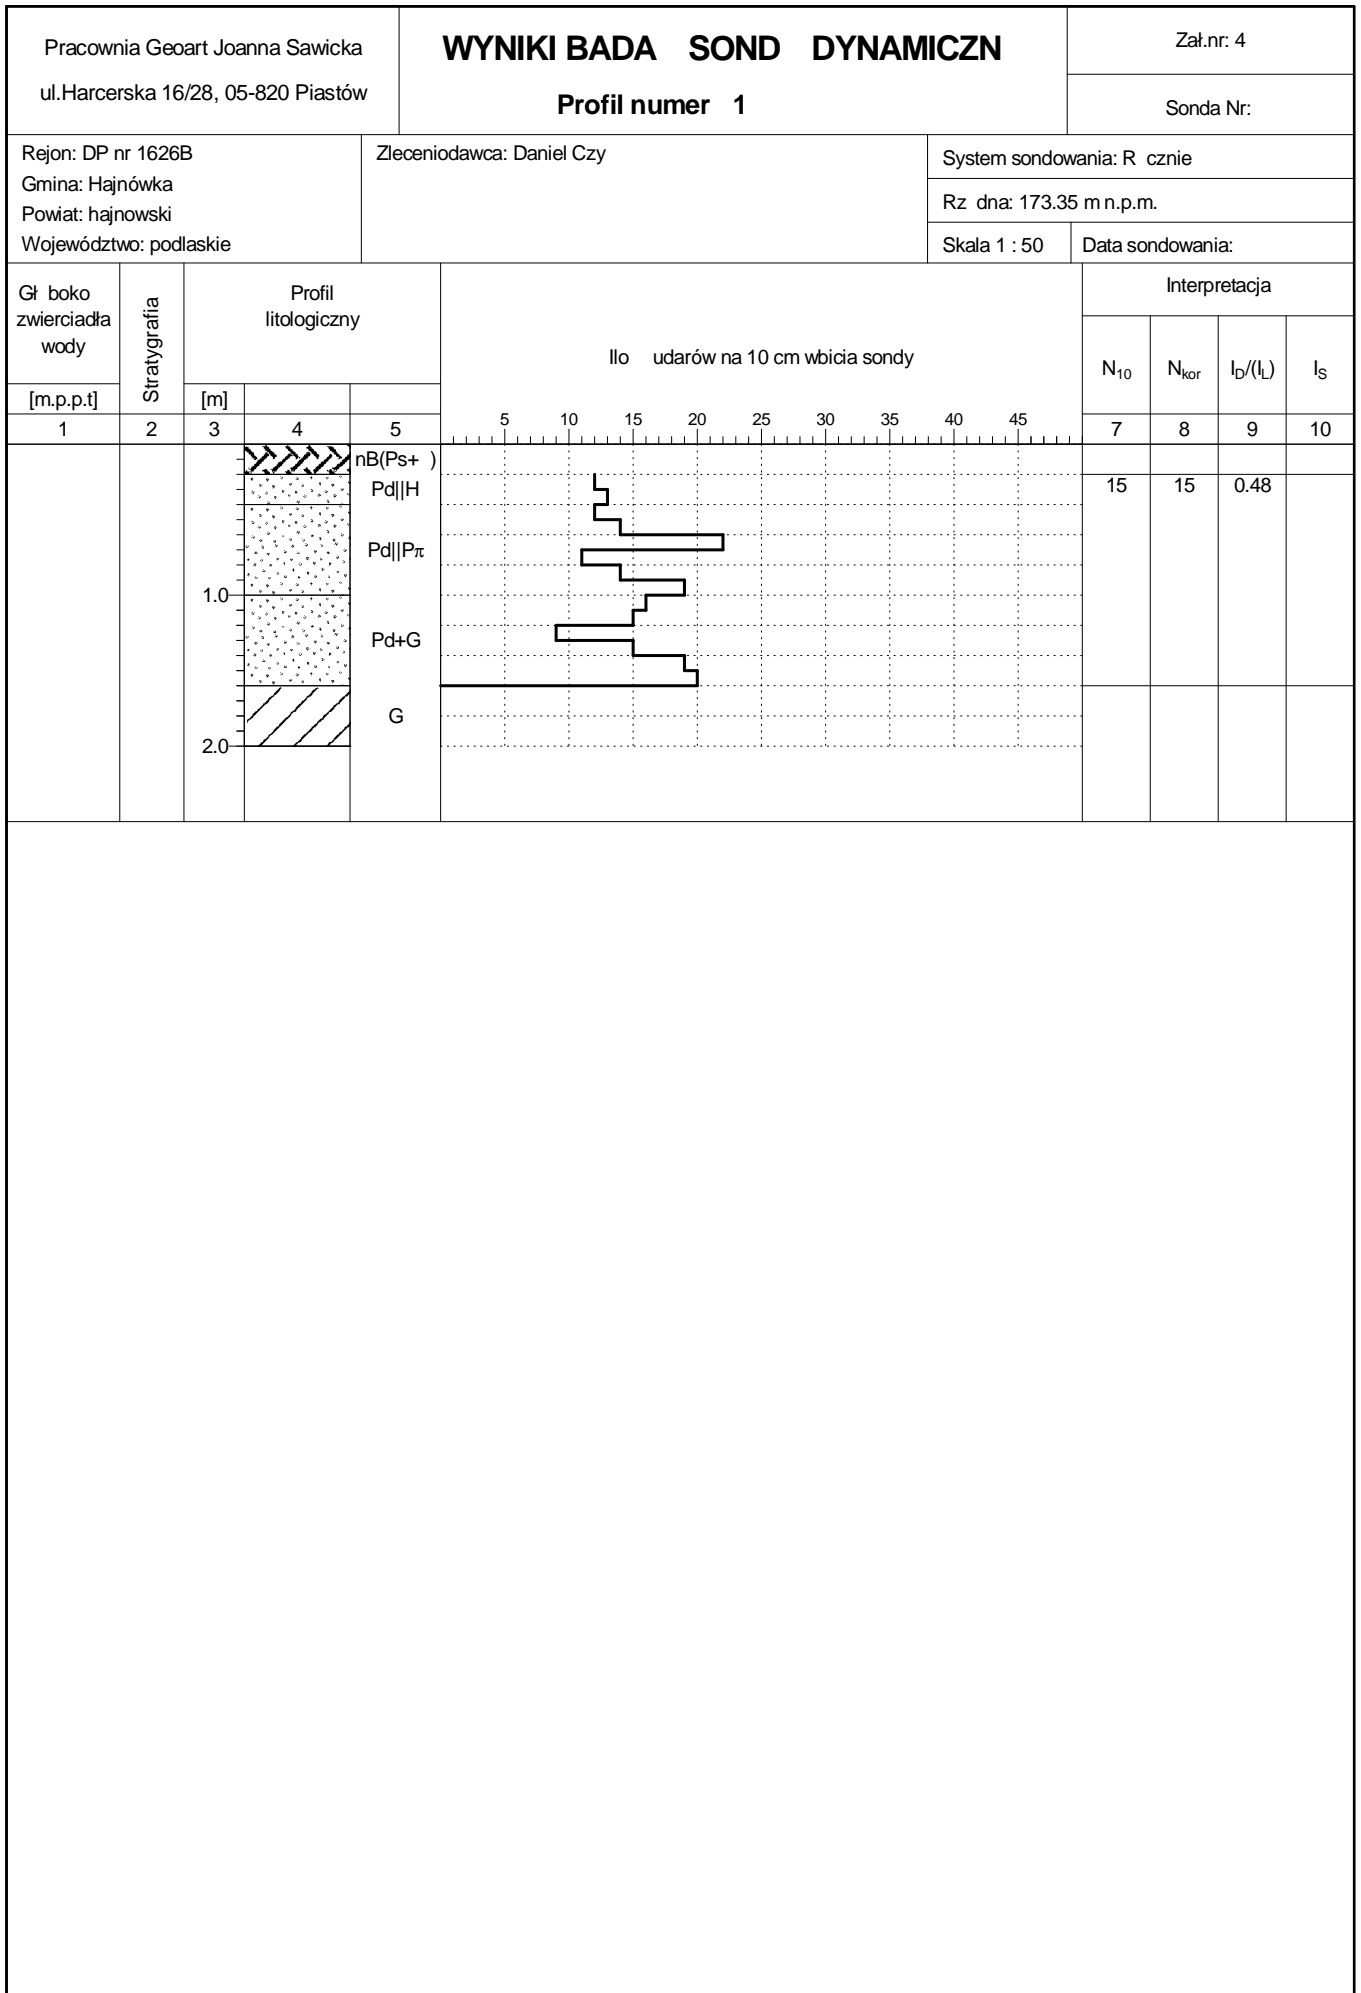 Pracownia Geoart Joanna Sawicka
ul.Harcerska 16/28, 05-820 Piastów
WYNIKI BADA SOND DYNAMICZN
Profil numer 1
Zał.nr: 4
Sonda Nr:
Rejon: DP nr 1626B
Gmina: Hajnówka
Powiat: hajnowski
Województwo: podlaskie
Zleceniodawca: Daniel Czy
System sondowania: R cznie
Rz dna: 173.35 m n.p.m.
Skala 1 : 50
Data sondowania:
Gł boko
zwierciadła
wody
[m.p.p.t]
Stratygrafia
Profil
litologiczny
[m]
Ilo udarów na 10 cm wbicia sondy
Interpretacja
N10 Nkor ID/(IL) IS
5 10 15 20 25 30 35 40 45
1 2 3 4 5 7 8 9 10
nB(Ps+ )
Pd||H
15 15 0.48
Pd||Pπ
1.0
Pd+G
G
2.0